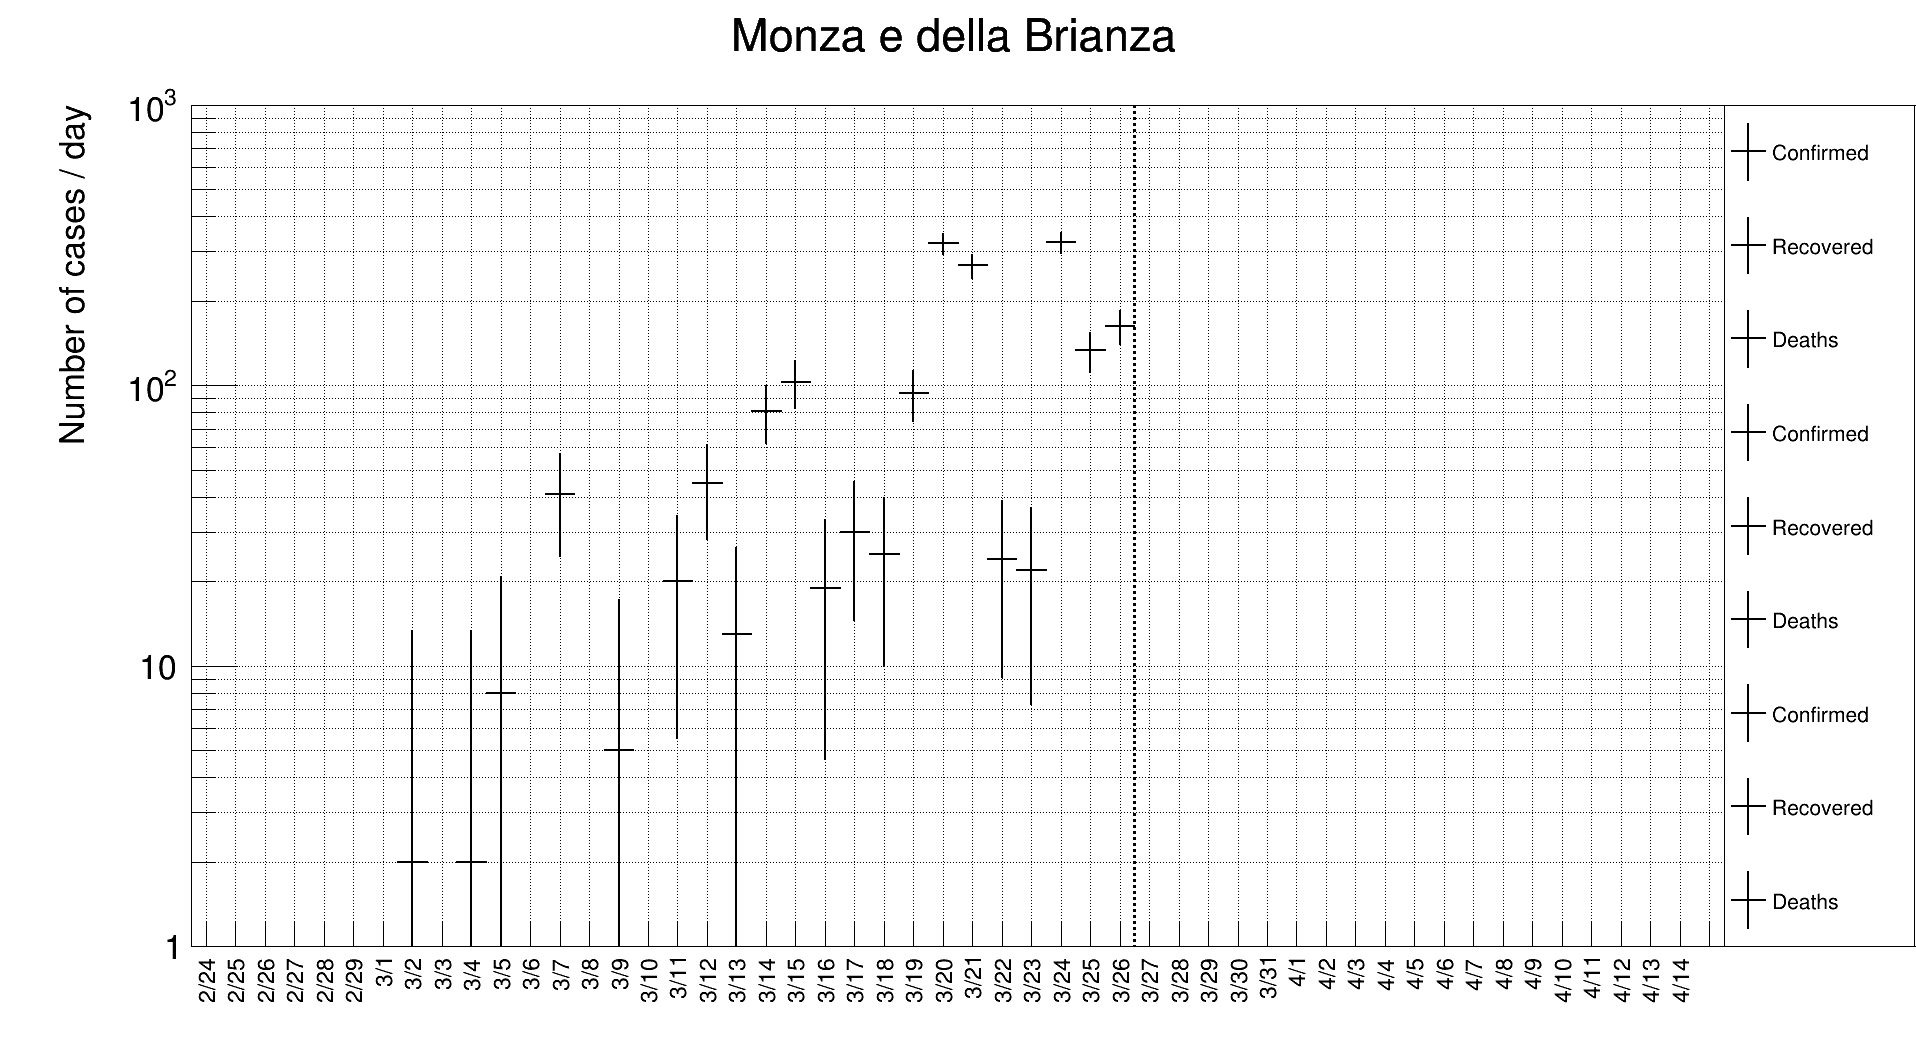 Monza e della Brianza
Number of cases / day
10³
10²
10
1
2/24 2/25 2/26 2/27 2/28 2/29 3/1 3/2 3/3 3/4 3/5 3/6 3/7 3/8 3/9 3/10 3/11 3/12 3/13 3/14 3/15 3/16 3/17 3/18 3/19 3/20 3/21 3/22 3/23 3/24 3/25 3/26 3/27 3/28 3/29 3/30 3/31 4/1 4/2 4/3 4/4 4/5 4/6 4/7 4/8 4/9 4/10 4/11 4/12 4/13 4/14
Confirmed
Recovered
Deaths
Confirmed
Recovered
Deaths
Confirmed
Recovered
Deaths